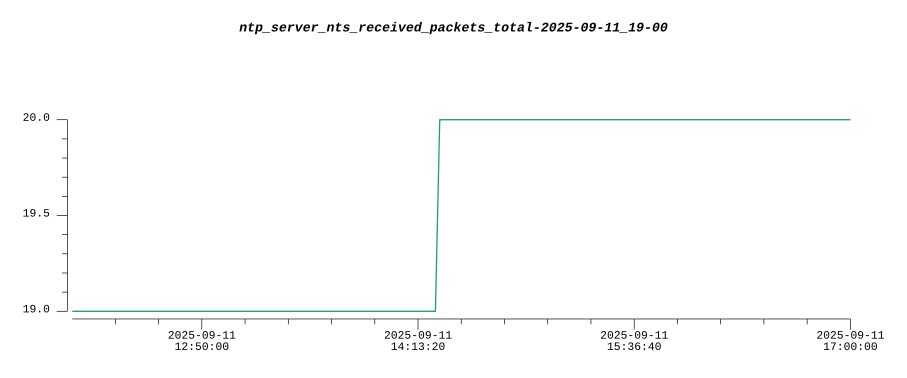 ntp_server_nts_received_packets_total-2025-09-11_19-00
20.0
19.5
19.0
2025-09-11 2025-09-11 2025-09-11 2025-09-11
12:50:00 14:13:20 15:36:40 17:00:00